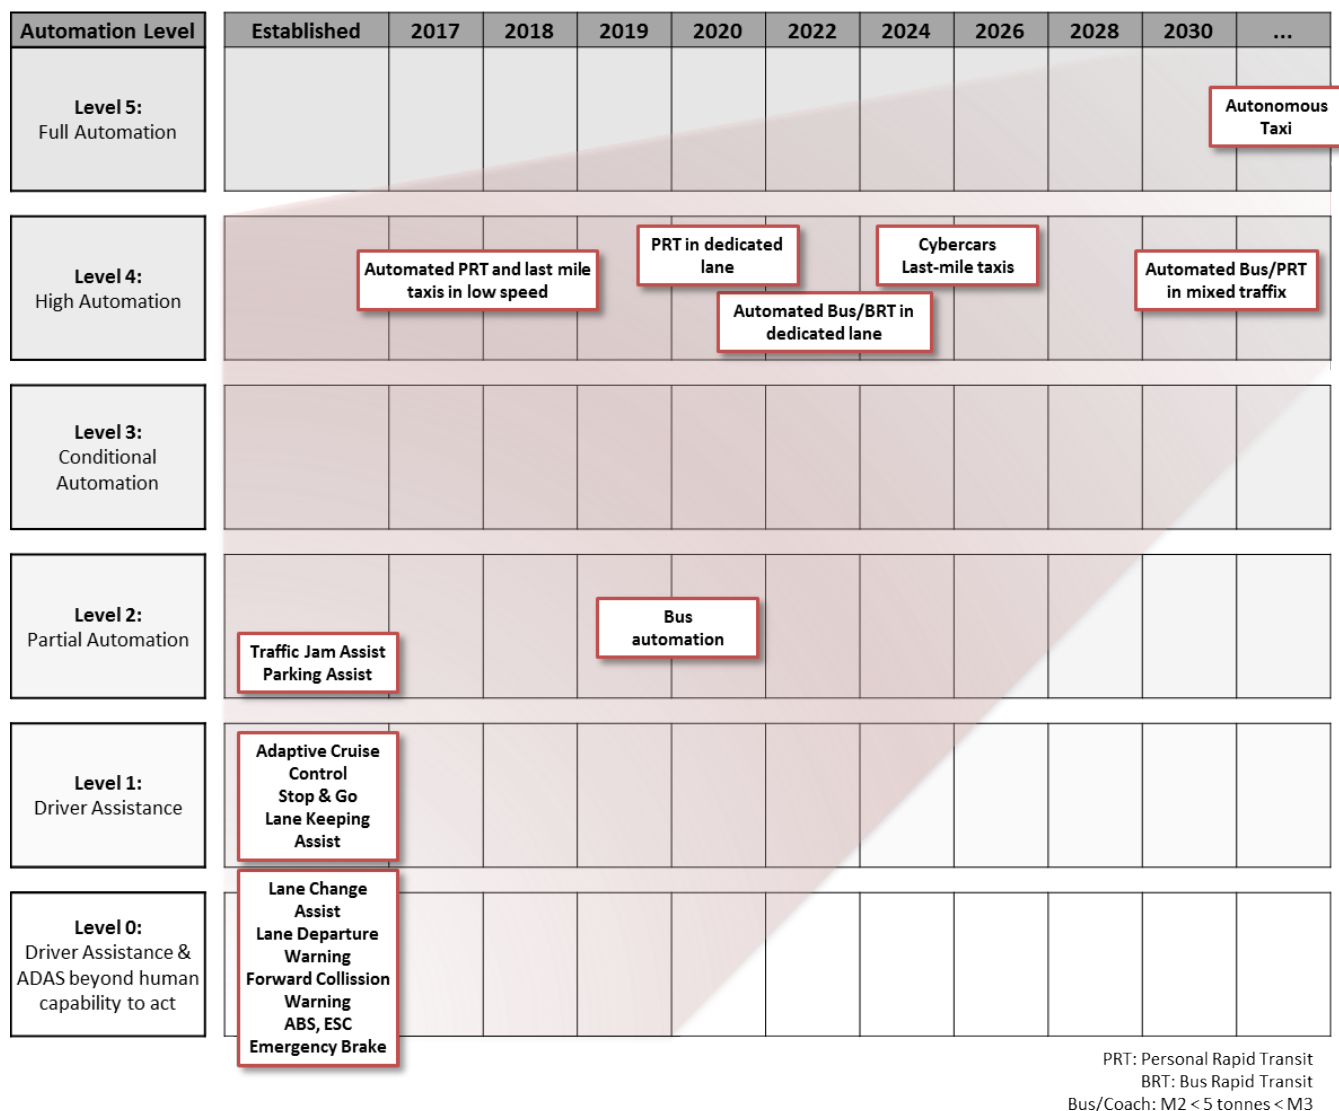 Automation Level Established 2017 2018 2019 2020 2022 2024 2026 2028 2030 ...
Level 5:
Full Automation
Autonomous
Taxi
Level 4:
High Automation
Automated PRT and last mile
taxis in low speed
PRT in dedicated
lane
Automated Bus/BRT in
dedicated lane
Cybercars
Last-mile taxis
Automated Bus/PRT
in mixed traffix
Level 3:
Conditional
Automation
Level 2:
Partial Automation
Traffic Jam Assist
Parking Assist
Bus
automation
Level 1:
Driver Assistance
Adaptive Cruise
Control
Stop & Go
Lane Keeping
Assist
Level 0:
Driver Assistance &
ADAS beyond human
capability to act
Lane Change
Assist
Lane Departure
Warning
Forward Collission
Warning
ABS, ESC
Emergency Brake
PRT: Personal Rapid Transit
BRT: Bus Rapid Transit
Bus/Coach: M2 < 5 tonnes < M3